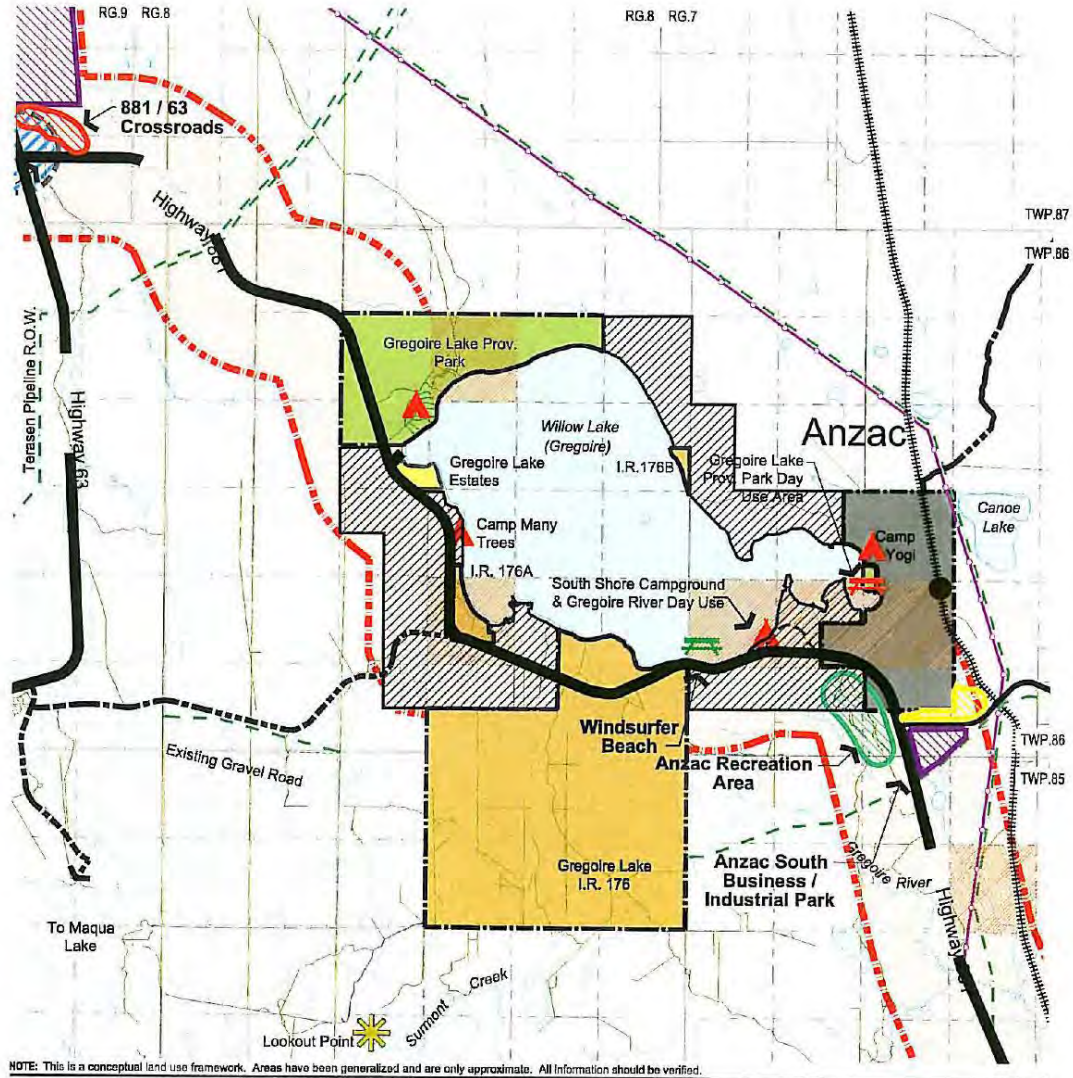 RG.9 RG.8
RG.8 RG.7
881 / 63
Crossroads
Highway 881
TWP.87
TWP.86
Terasen Pipeline R.O.W.
Highway 63
Gregoire Lake Prov.
Park
Willow Lake
(Gregoire)
Anzac
I.R.176B
Gregoire Lake
Prov. Park Day
Use Area
Gregoire Lake
Estates
Canoe
Lake
Camp Many
Trees
Camp
Yogi
I.R. 176A
South Shore Campground
& Gregoire River Day Use
Windsurfer
Beach
Anzac Recreation
Area
TWP.86
TWP.85
Existing Gravel Road
Gregoire Lake
I.R. 176
Anzac South
Business /
Industrial Park
Gregoire River
Highway 881
To Maqua
Lake
Surmont Creek
Lookout Point
NOTE: This is a conceptual land use framework. Areas have been generalized and are only approximate. All information should be verified.